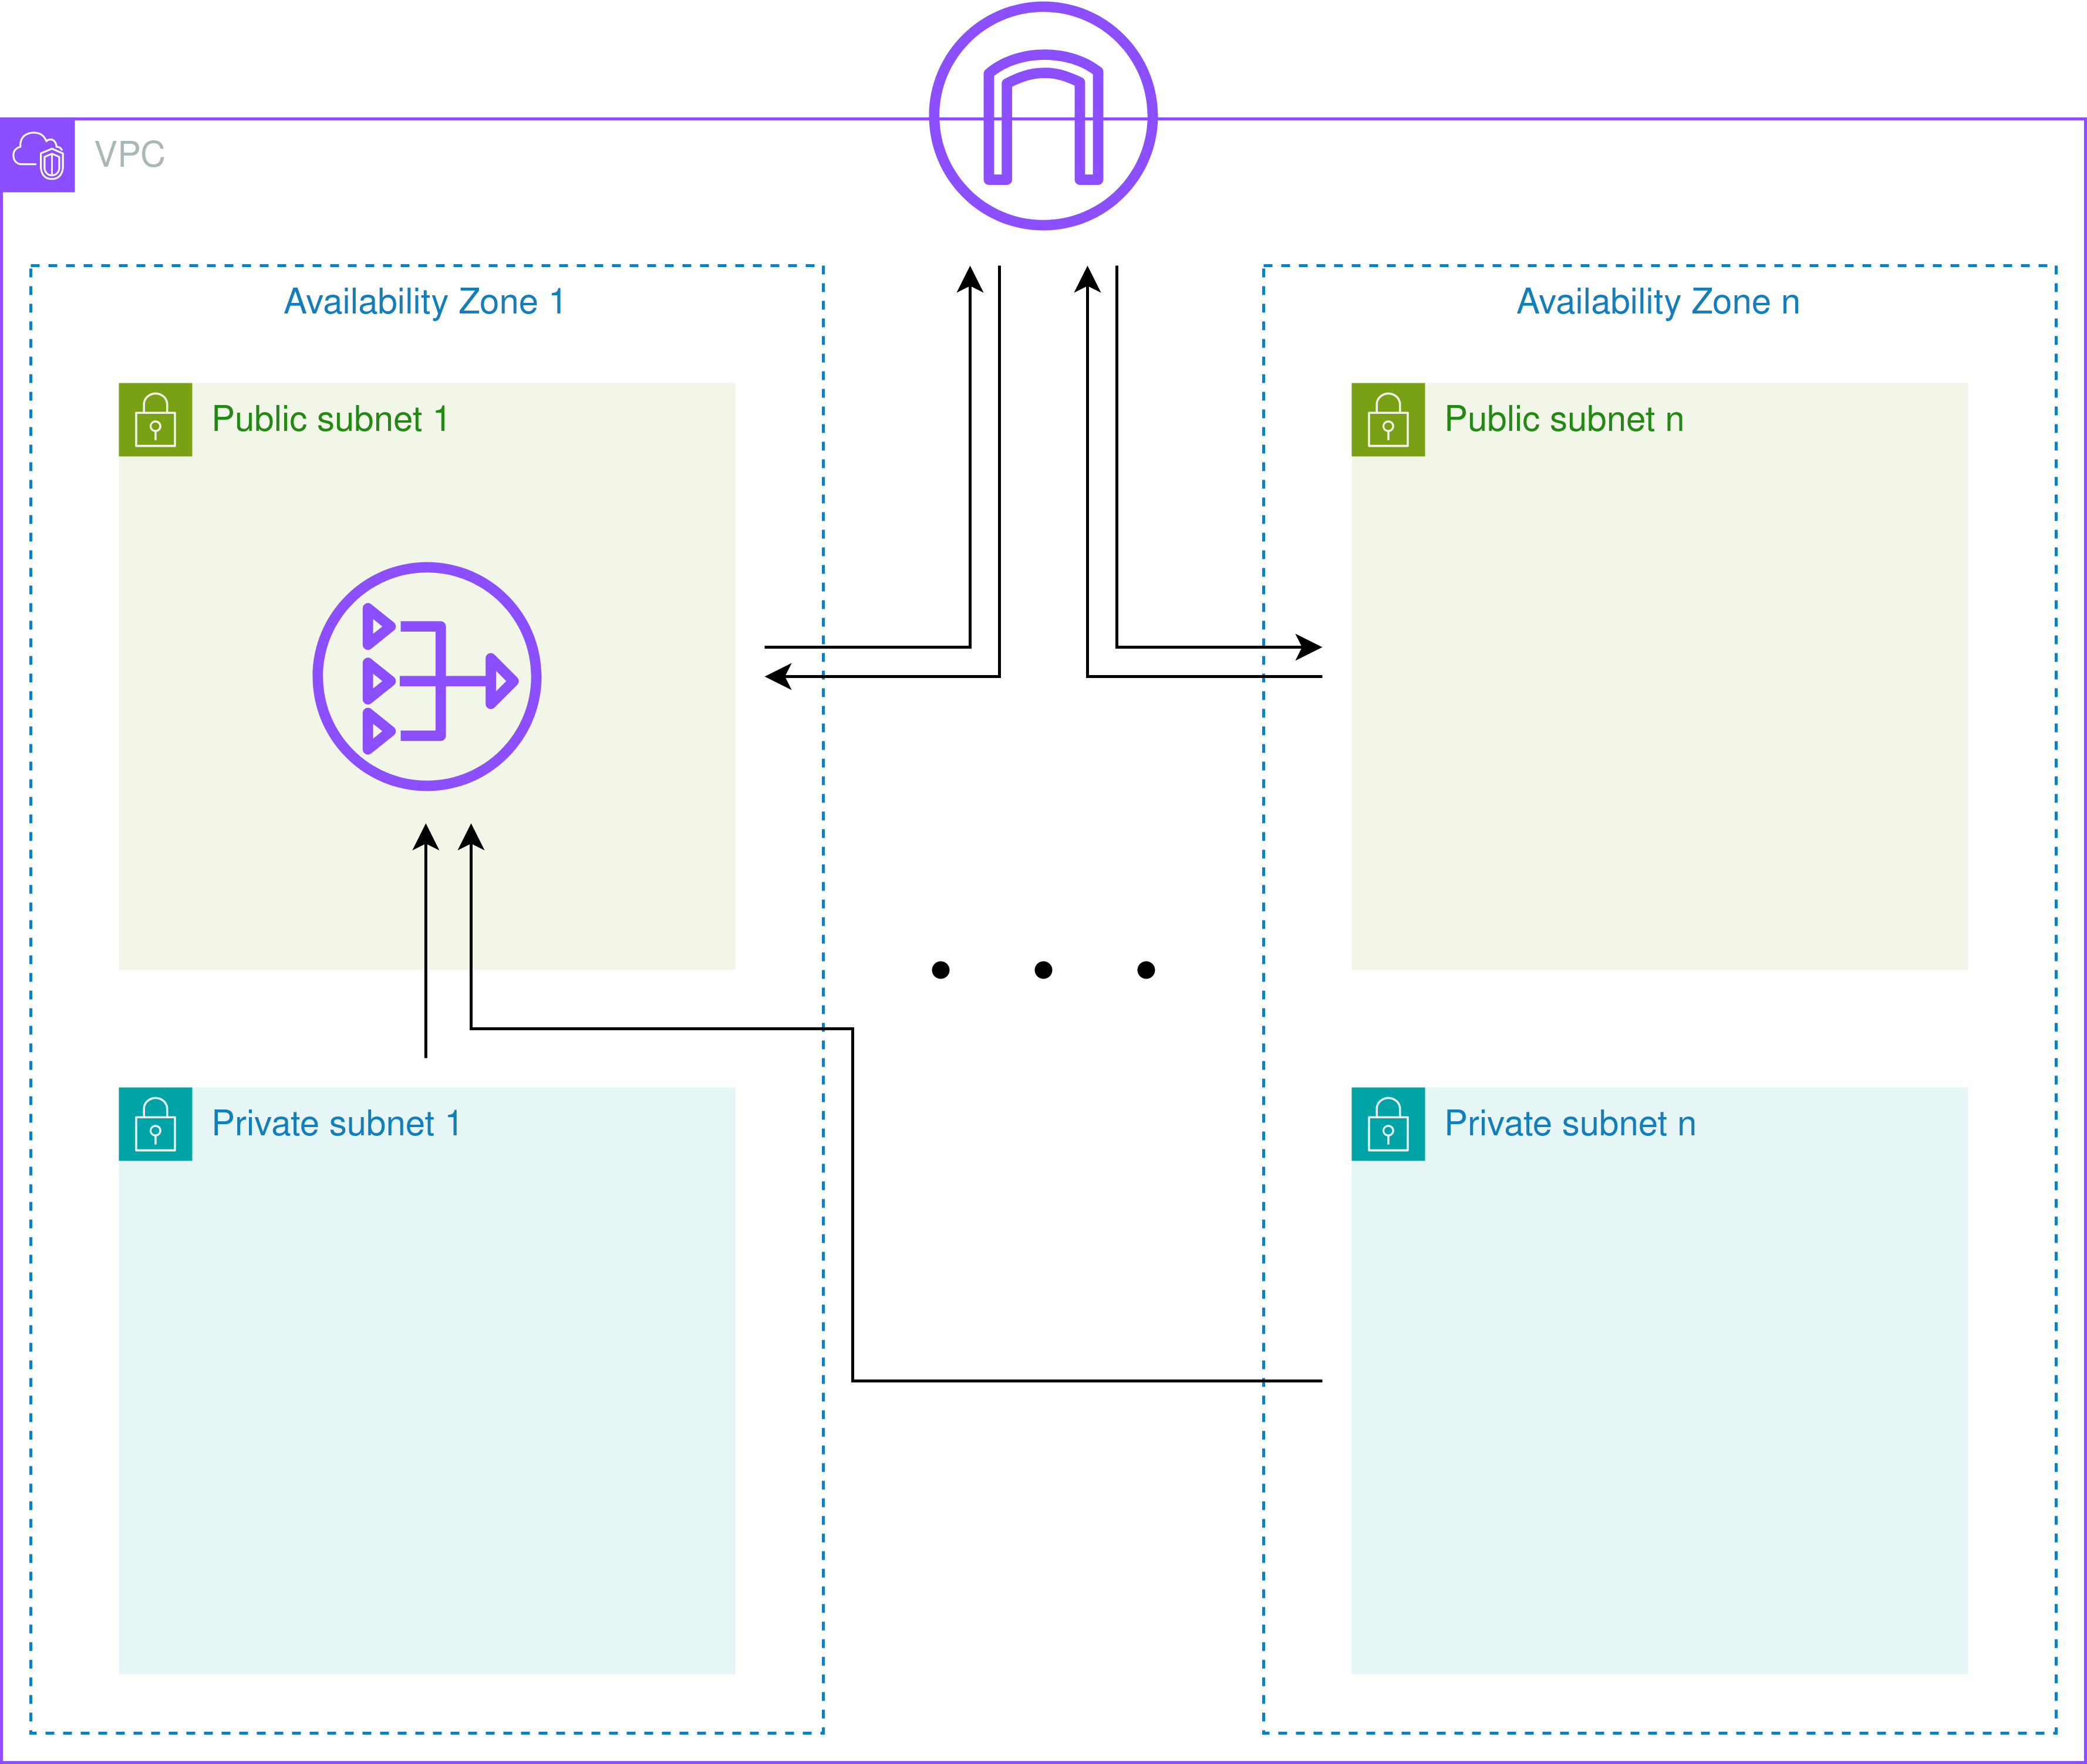 VPC
Availability Zone 1
Availability Zone n
Public subnet 1
Public subnet n
Private subnet 1
Private subnet n